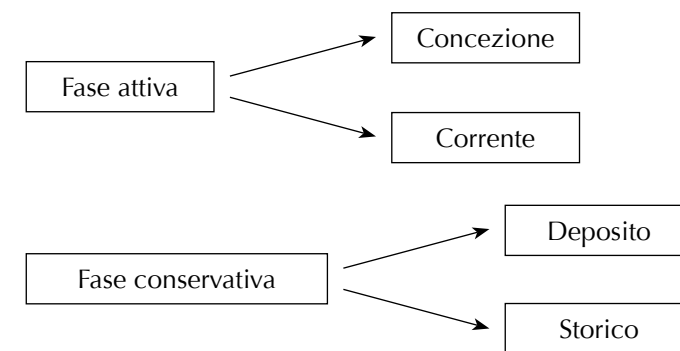 Concezione
Fase attiva
Corrente
Deposito
Fase conservativa
Storico